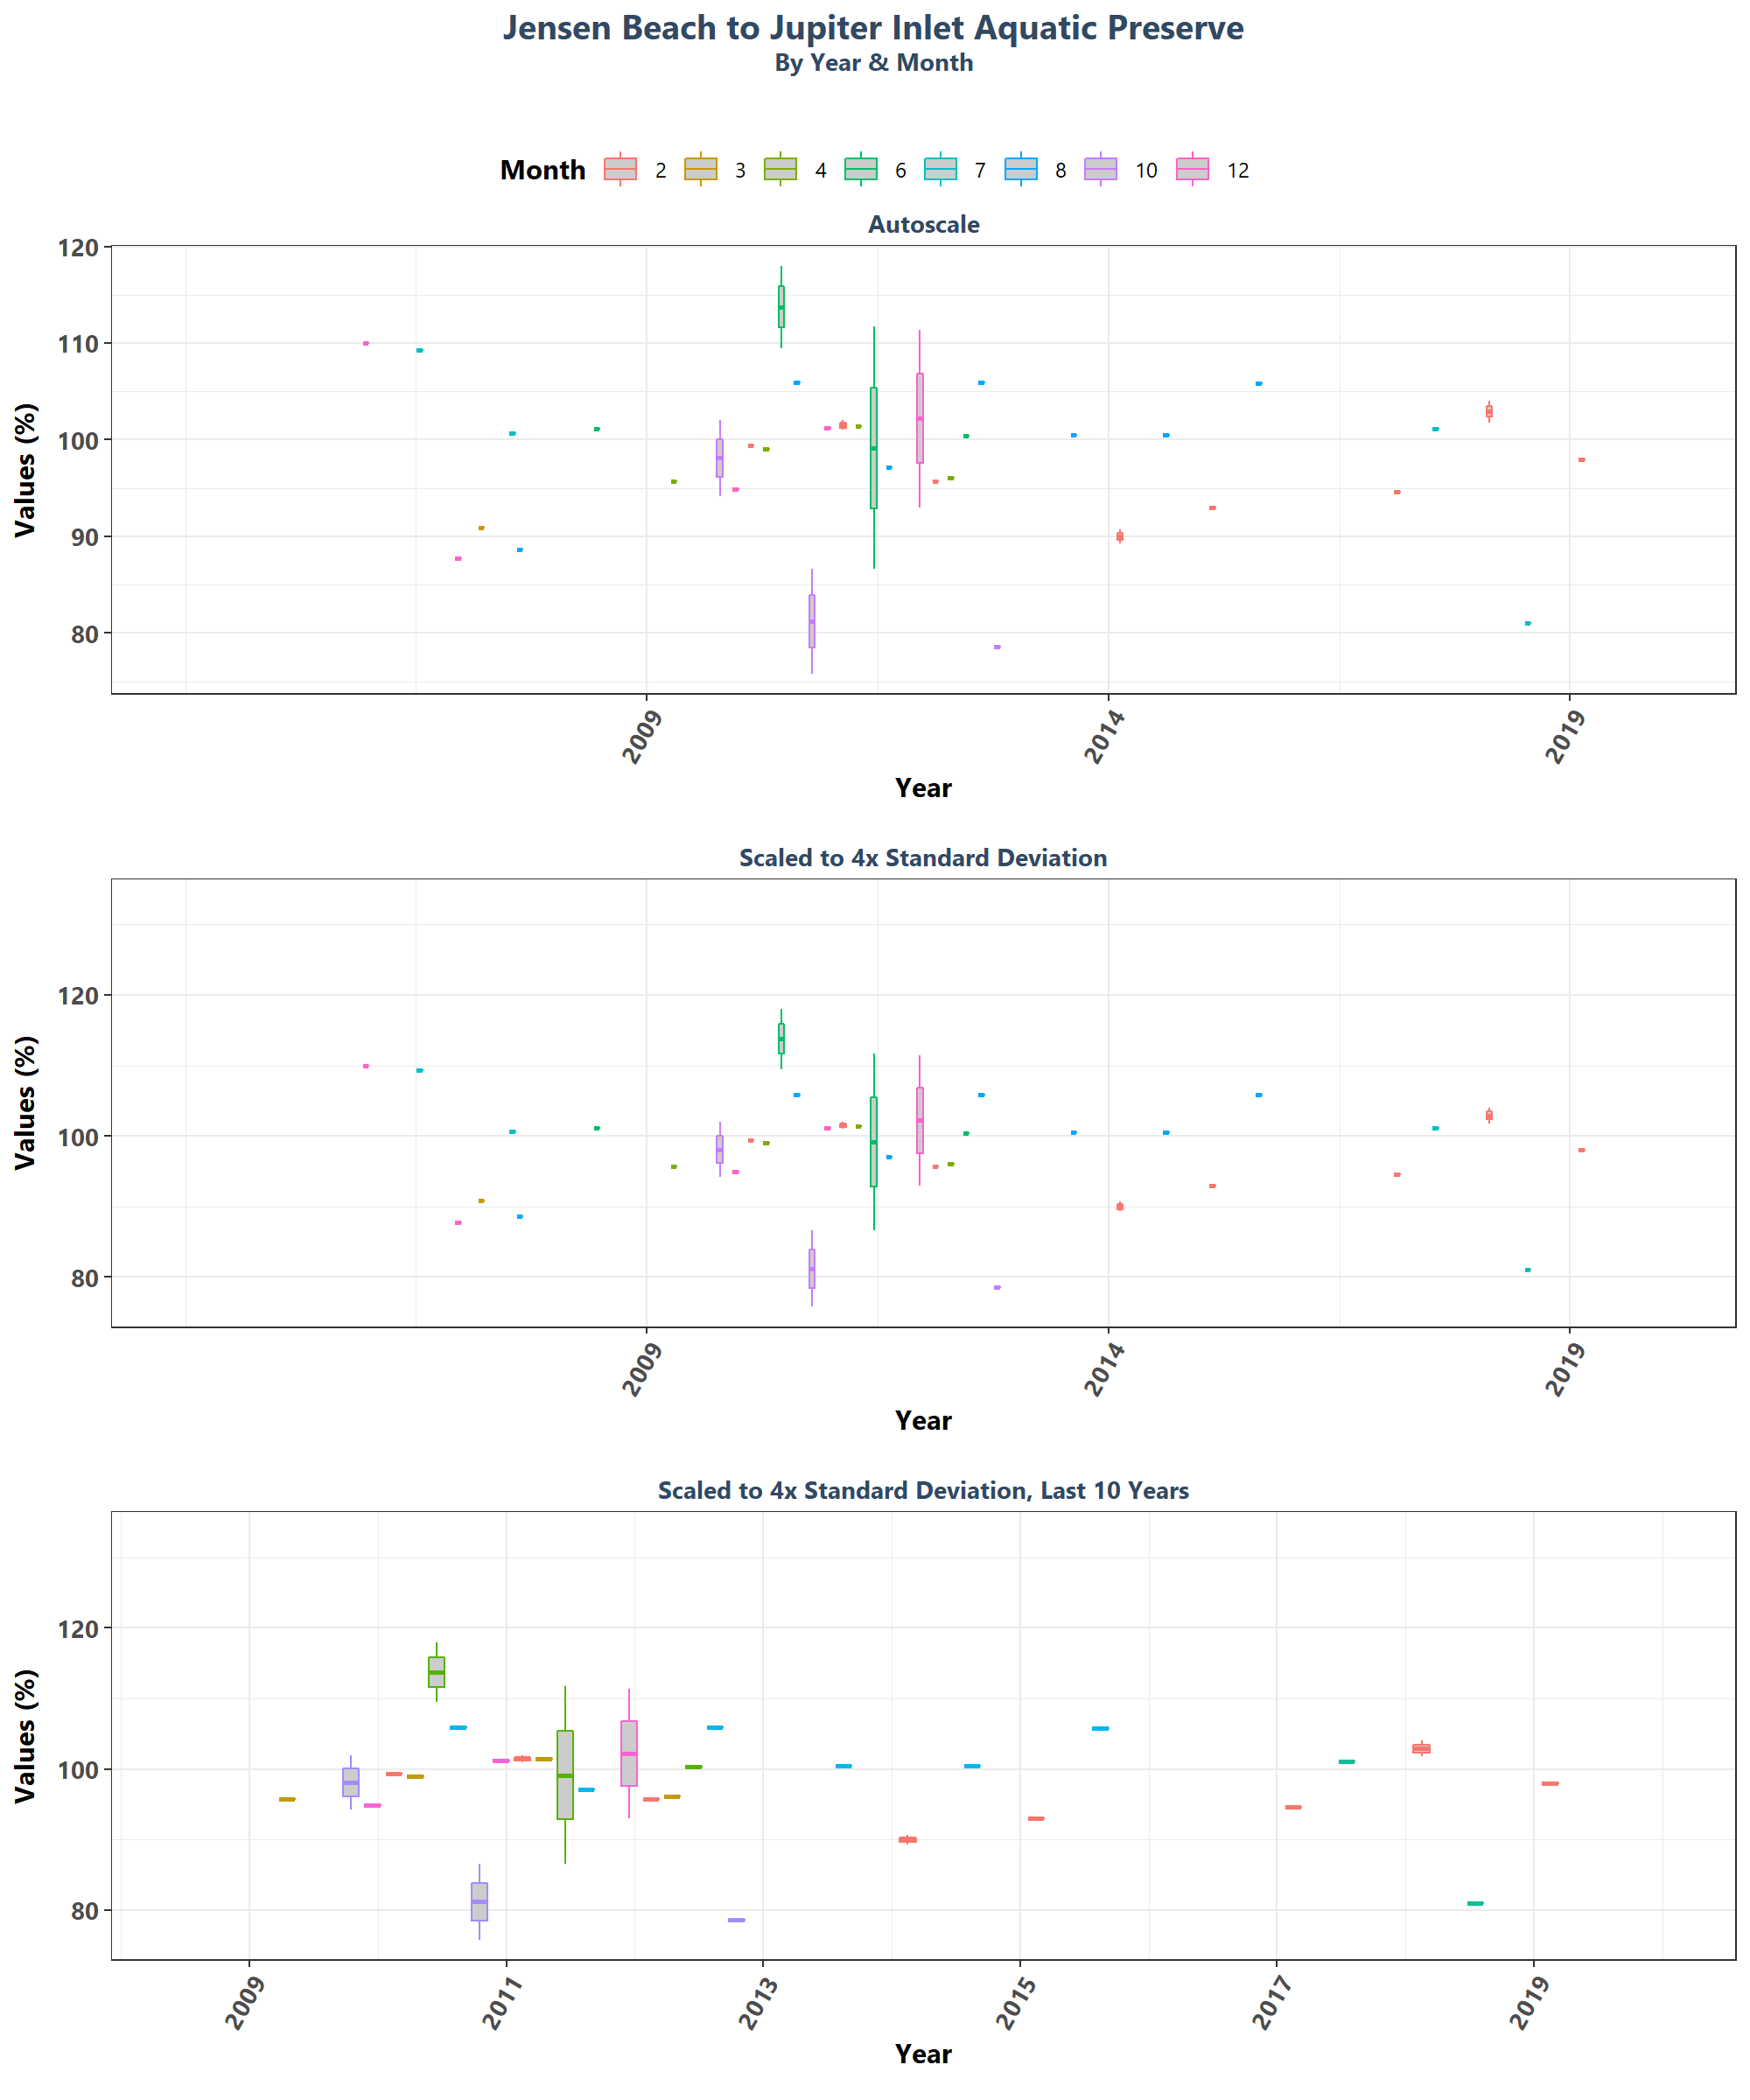 Jensen Beach to Jupiter Inlet Aquatic Preserve
By Year & Month
Month 2 3 4 6 7 8 10 12
Autoscale
120
110
100
90
80
Values (%)
2009 2014 2019
Year
Scaled to 4x Standard Deviation
120
100
80
Values (%)
2009 2014 2019
Year
Scaled to 4x Standard Deviation, Last 10 Years
120
100
80
Values (%)
2009 2011 2013 2015 2017 2019
Year